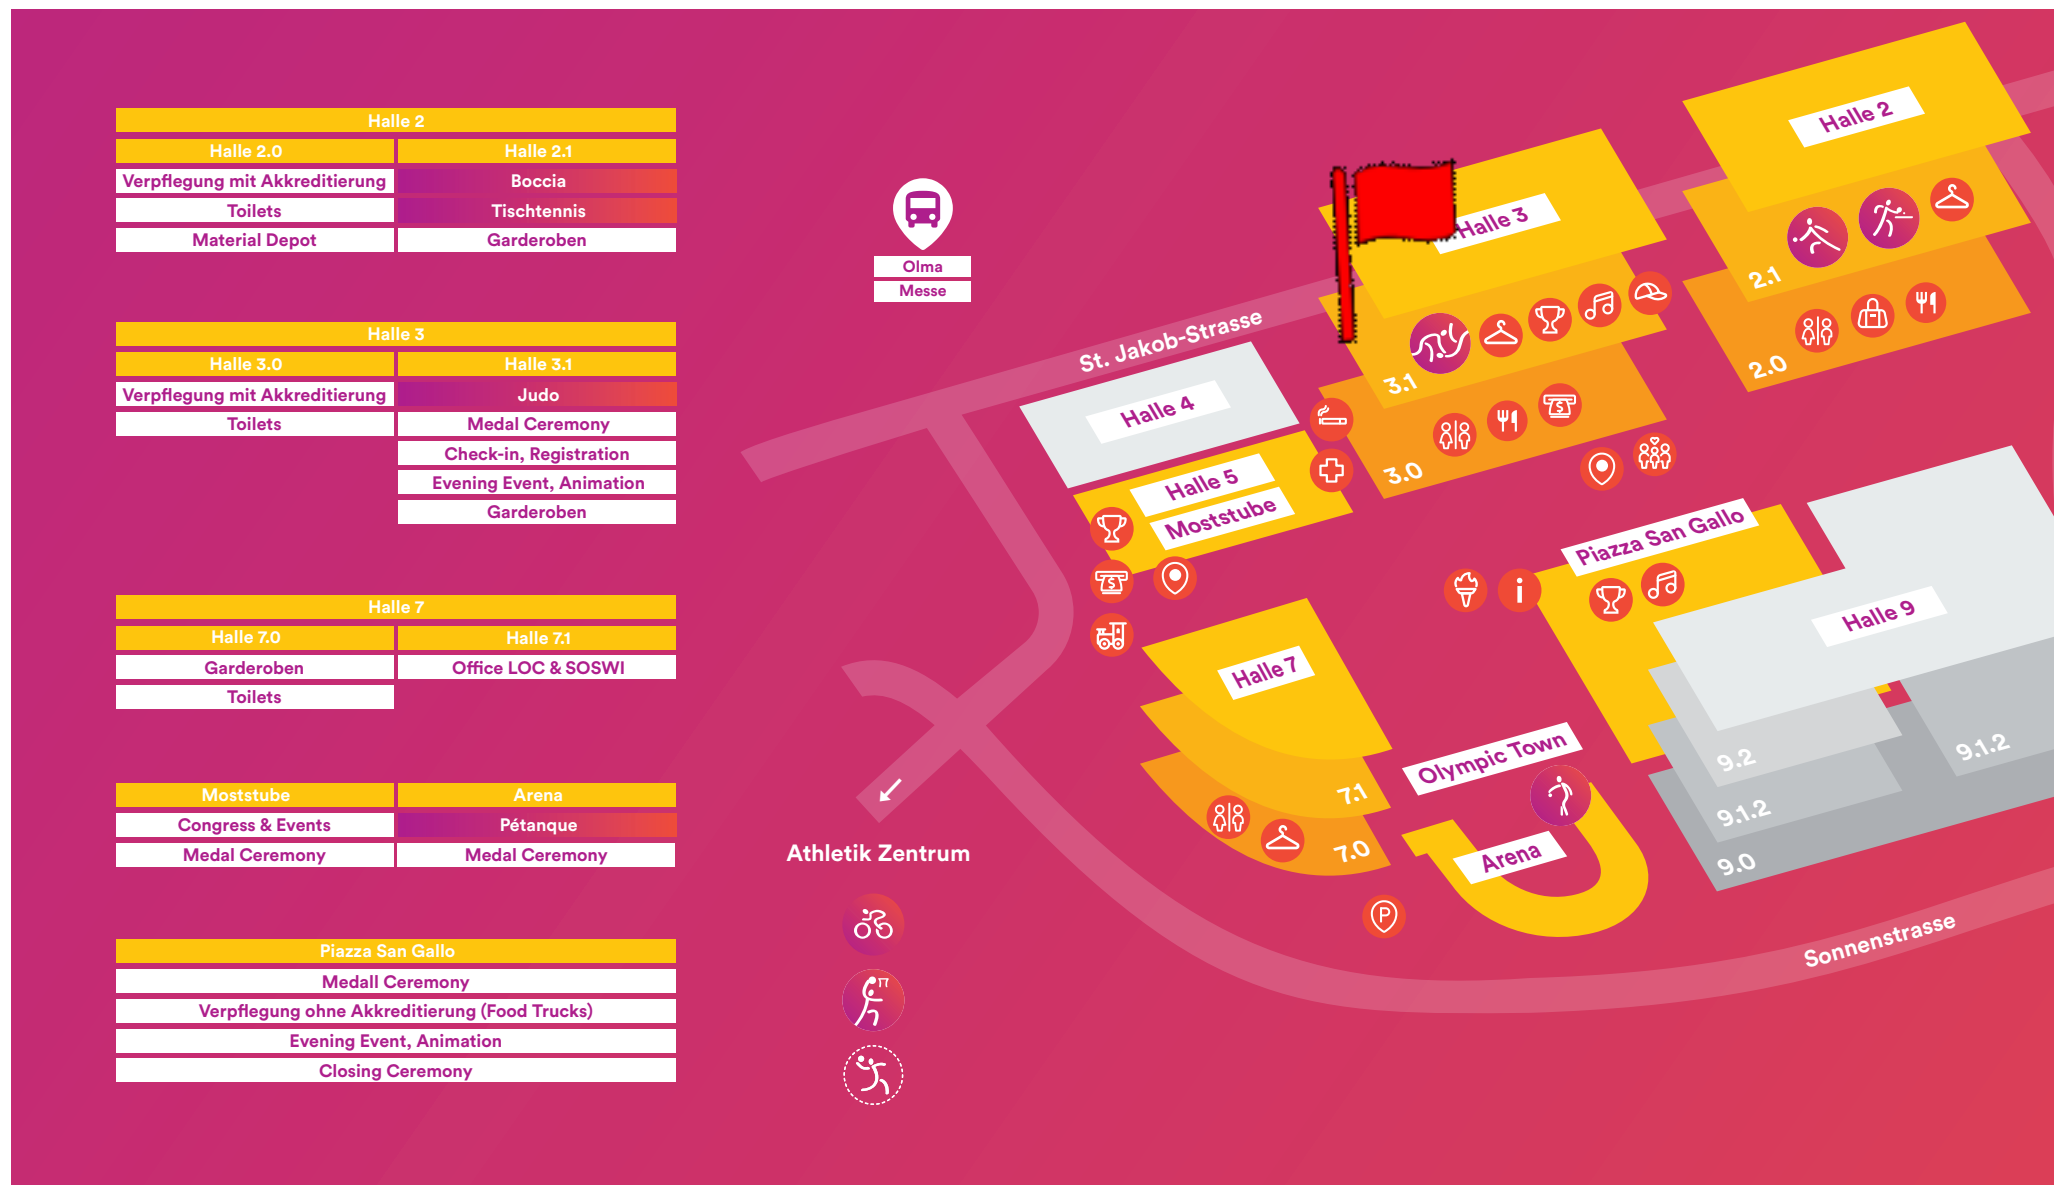 Halle 2
Halle 2.0 Halle 2.1
Verpflegung mit Akkreditierung Boccia
Toilets Tischtennis
Material Depot Garderoben
Halle 3
Halle 3.0 Halle 3.1
Verpflegung mit Akkreditierung Judo
Toilets Medal Ceremony
Check-in, Registration
Evening Event, Animation
Garderoben
Halle 7
Halle 7.0 Halle 7.1
Garderoben Office LOC & SOSWI
Toilets
Moststube Arena
Congress & Events Pétanque
Medal Ceremony Medal Ceremony
Piazza San Gallo
Medall Ceremony
Verpflegung ohne Akkreditierung (Food Trucks)
Evening Event, Animation
Closing Ceremony
Olma
Messe
St. Jakob-Strasse
Halle 2
2.1
2.0
Halle 3
3.1
3.0
Halle 4
Halle 5
Moststube
Piazza San Gallo
i
Halle 9
9.2
9.1.2
9.1.2
9.0
Halle 7
7.1
7.0
Olympic Town
Arena
P
Athletik Zentrum
Sonnenstrasse